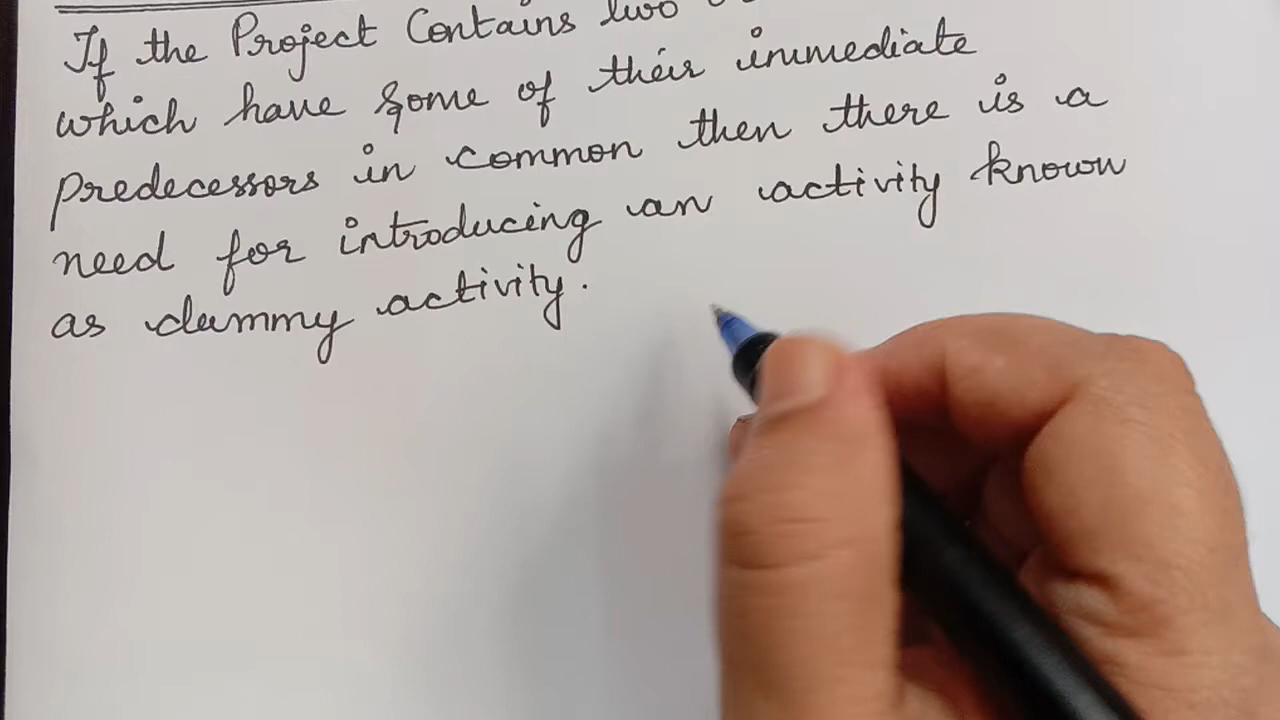 If the Project Contains two
which have some of their immediate
predecessors in common then there is a
need for introducing an activity known
as dummy activity.